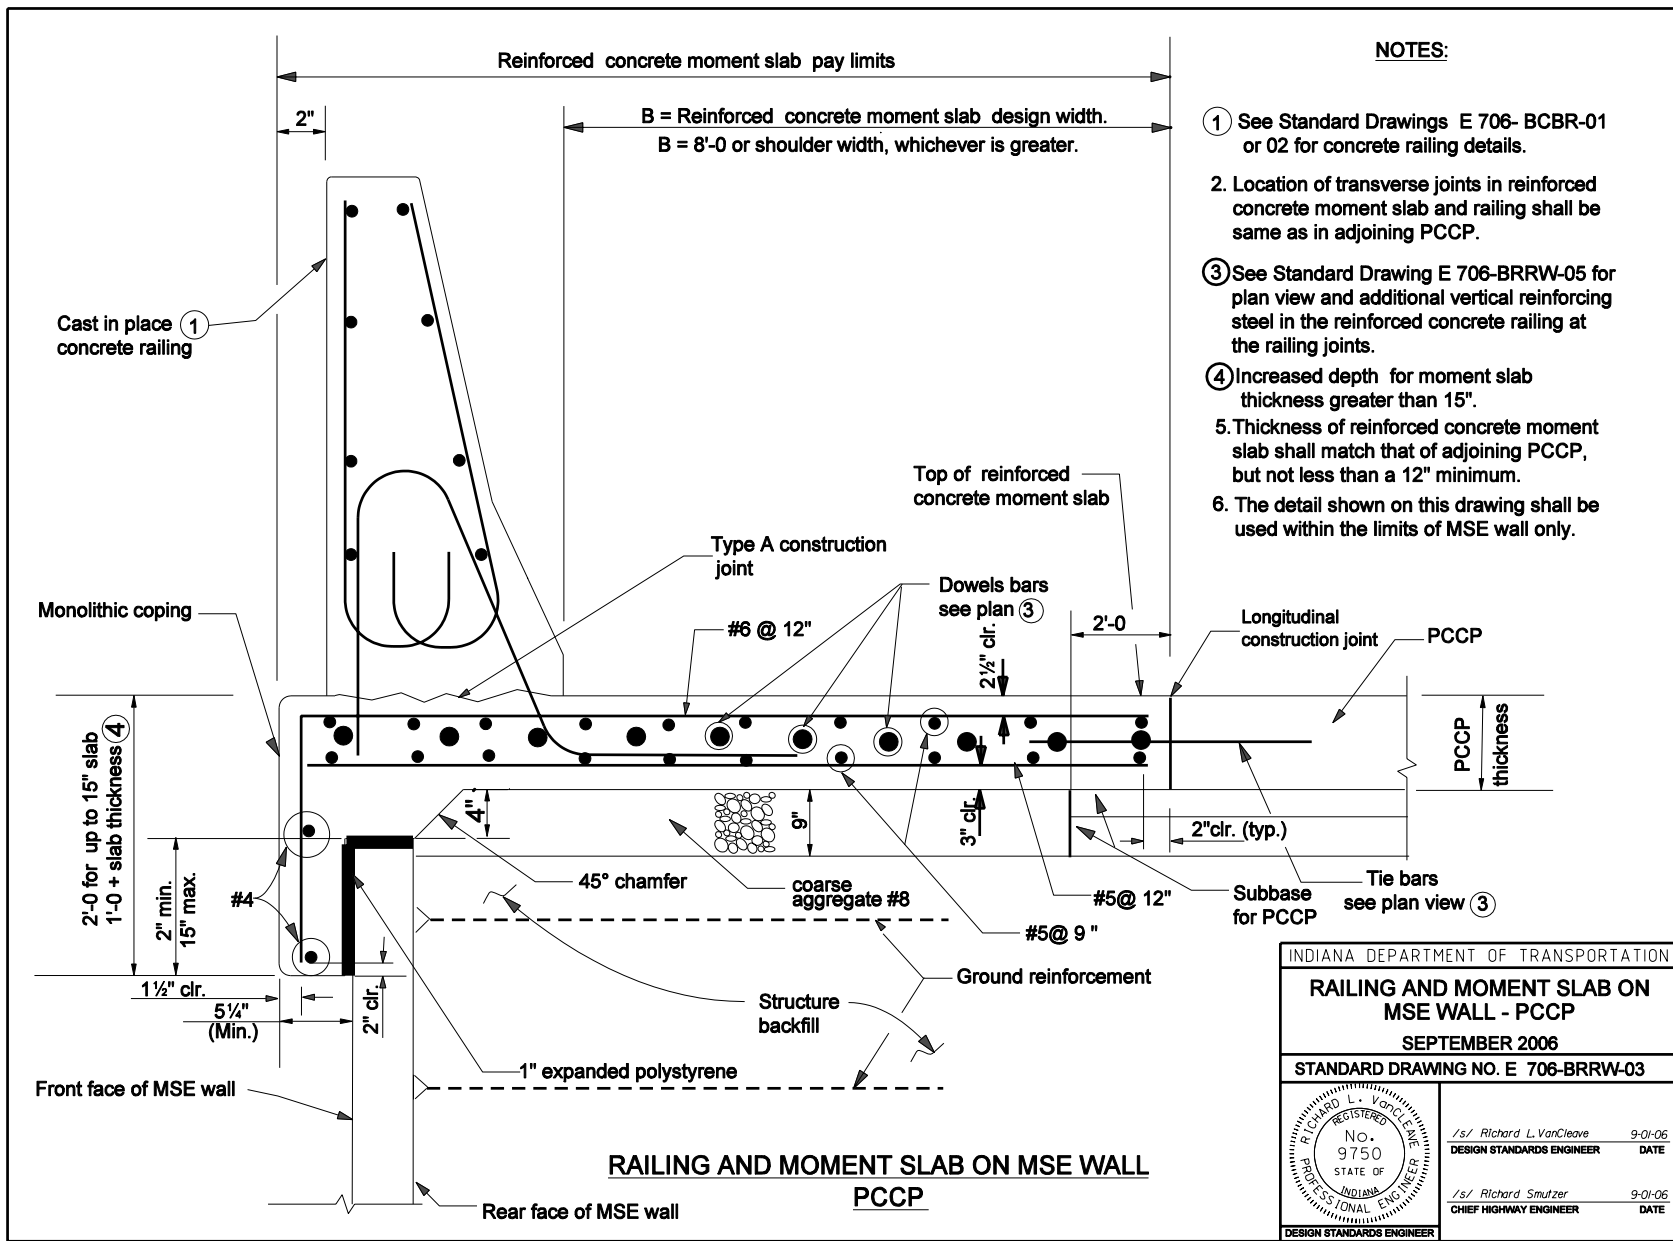 Reinforced concrete moment slab pay limits
2"
B = Reinforced concrete moment slab design width.
B = 8'-0 or shoulder width, whichever is greater.
NOTES:
1 See Standard Drawings E 706- BCBR-01
or 02 for concrete railing details.
2. Location of transverse joints in reinforced
concrete moment slab and railing shall be
same as in adjoining PCCP.
3 See Standard Drawing E 706-BRRW-05 for
plan view and additional vertical reinforcing
steel in the reinforced concrete railing at
the railing joints.
4 Increased depth for moment slab
thickness greater than 15".
5. Thickness of reinforced concrete moment
slab shall match that of adjoining PCCP,
but not less than a 12" minimum.
6. The detail shown on this drawing shall be
used within the limits of MSE wall only.
Cast in place 1
concrete railing
Top of reinforced
concrete moment slab
Type A construction
joint
Monolithic coping
#6 @ 12"
Dowels bars
see plan 3
2½" clr.
2'-0
Longitudinal
construction joint
PCCP
2'-0 for up to 15" slab
1'-0 + slab thickness 4
2" min.
15" max.
#4
4"
9"
3" clr.
2"clr. (typ.)
PCCP
thickness
45° chamfer
coarse
aggregate #8
#5@ 12"
#5@ 9 "
Subbase
for PCCP
Tie bars
see plan view 3
1½" clr.
5¼"
(Min.)
2" clr.
Ground reinforcement
Structure
backfill
1" expanded polystyrene
Front face of MSE wall
Rear face of MSE wall
RAILING AND MOMENT SLAB ON MSE WALL
PCCP
INDIANA DEPARTMENT OF TRANSPORTATION
RAILING AND MOMENT SLAB ON
MSE WALL - PCCP
SEPTEMBER 2006
STANDARD DRAWING NO. E 706-BRRW-03
RICHARD L. VanCLEAVE
REGISTERED
No.
9750
STATE OF
INDIANA
PROFESSIONAL ENGINEER
DESIGN STANDARDS ENGINEER
/s/ Richard L. VanCleave 9-01-06
DESIGN STANDARDS ENGINEER DATE
/s/ Richard Smutzer 9-01-06
CHIEF HIGHWAY ENGINEER DATE